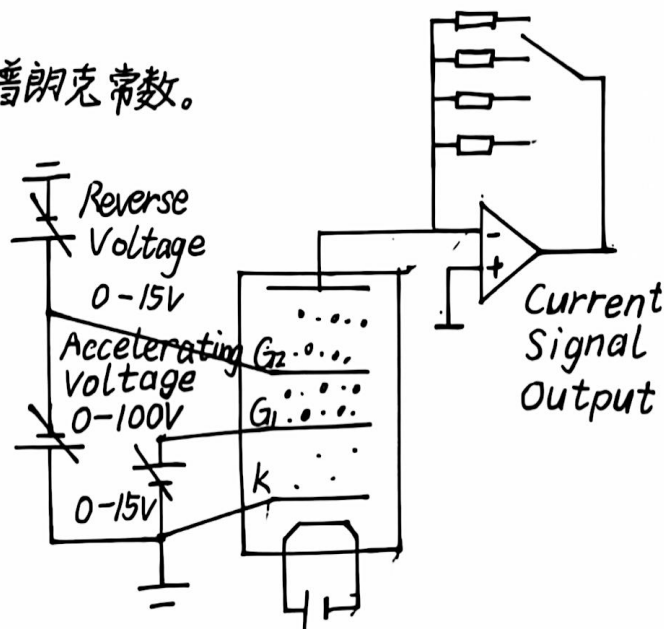 普朗克常数。
Reverse
Voltage
0-15V
Accelerating
Voltage
0-100V
0-15V
G2
G1
K
-
+
Current
Signal
Output